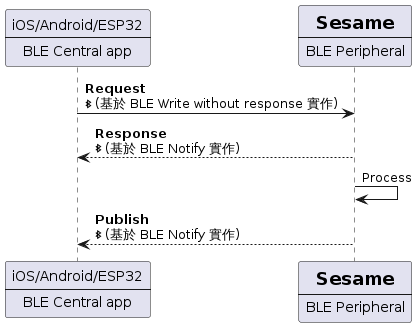 iOS/Android/ESP32
BLE Central app
Sesame
BLE Peripheral
Request
(基於 BLE Write without response 實作)
Response
(基於 BLE Notify 實作)
Process
Publish
(基於 BLE Notify 實作)
iOS/Android/ESP32
BLE Central app
Sesame
BLE Peripheral